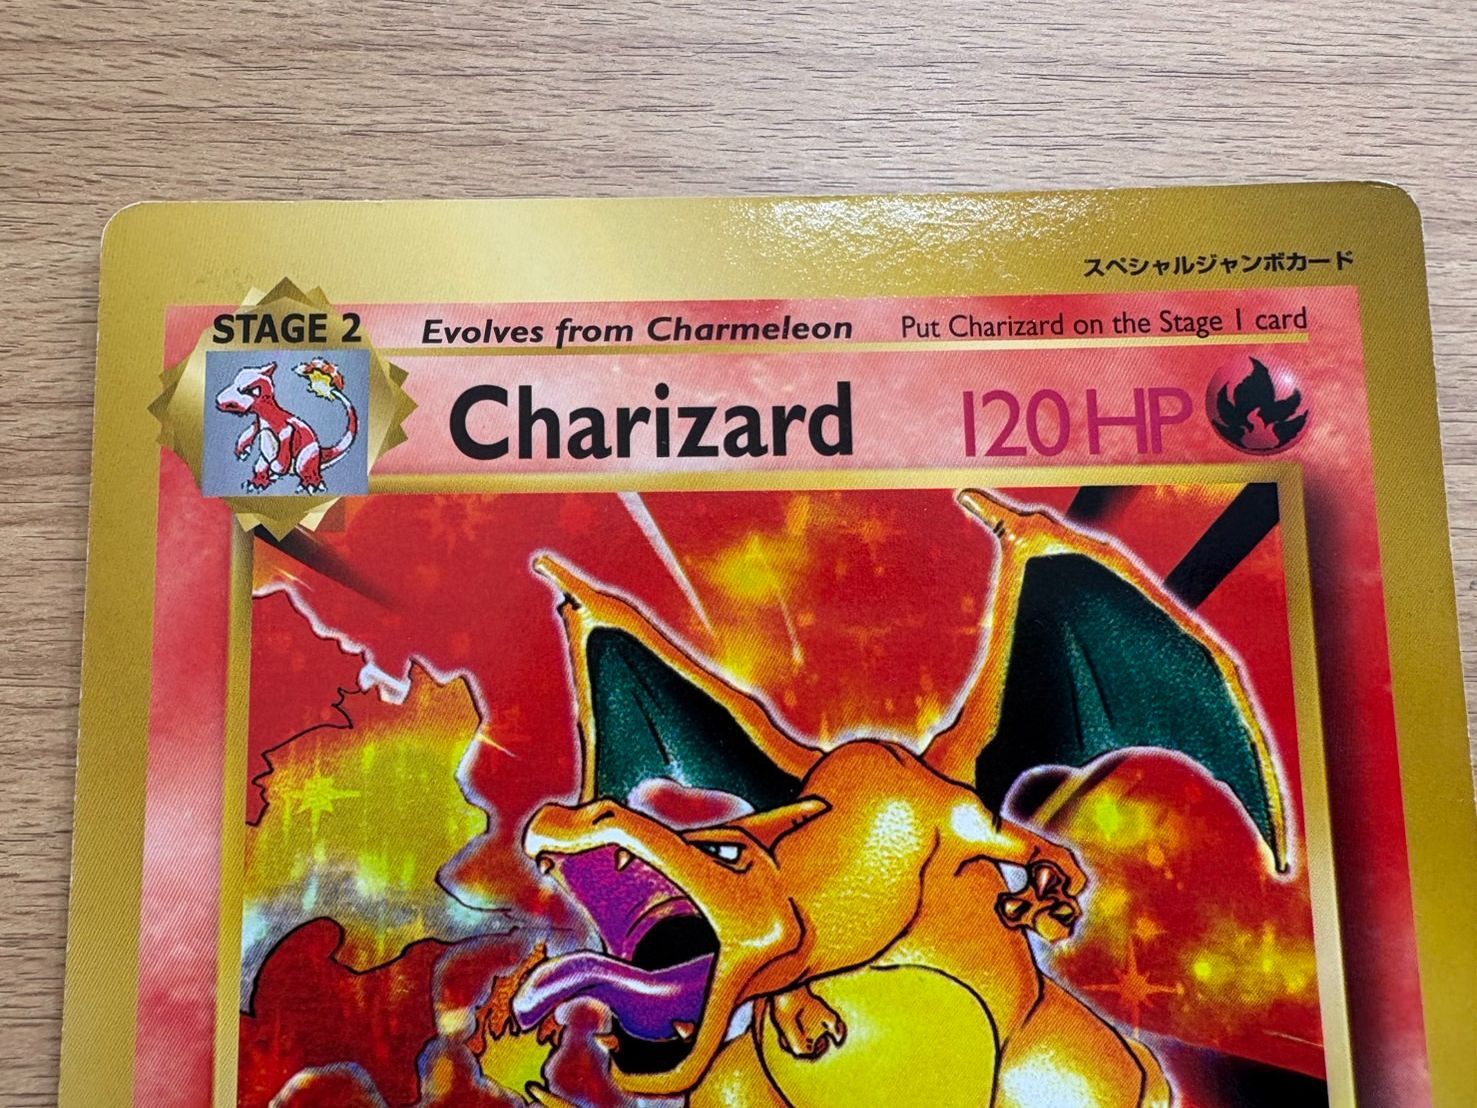 スペシャルジャンボカード
STAGE 2 Evolves from Charmeleon Put Charizard on the Stage 1 card
Charizard 120 HP